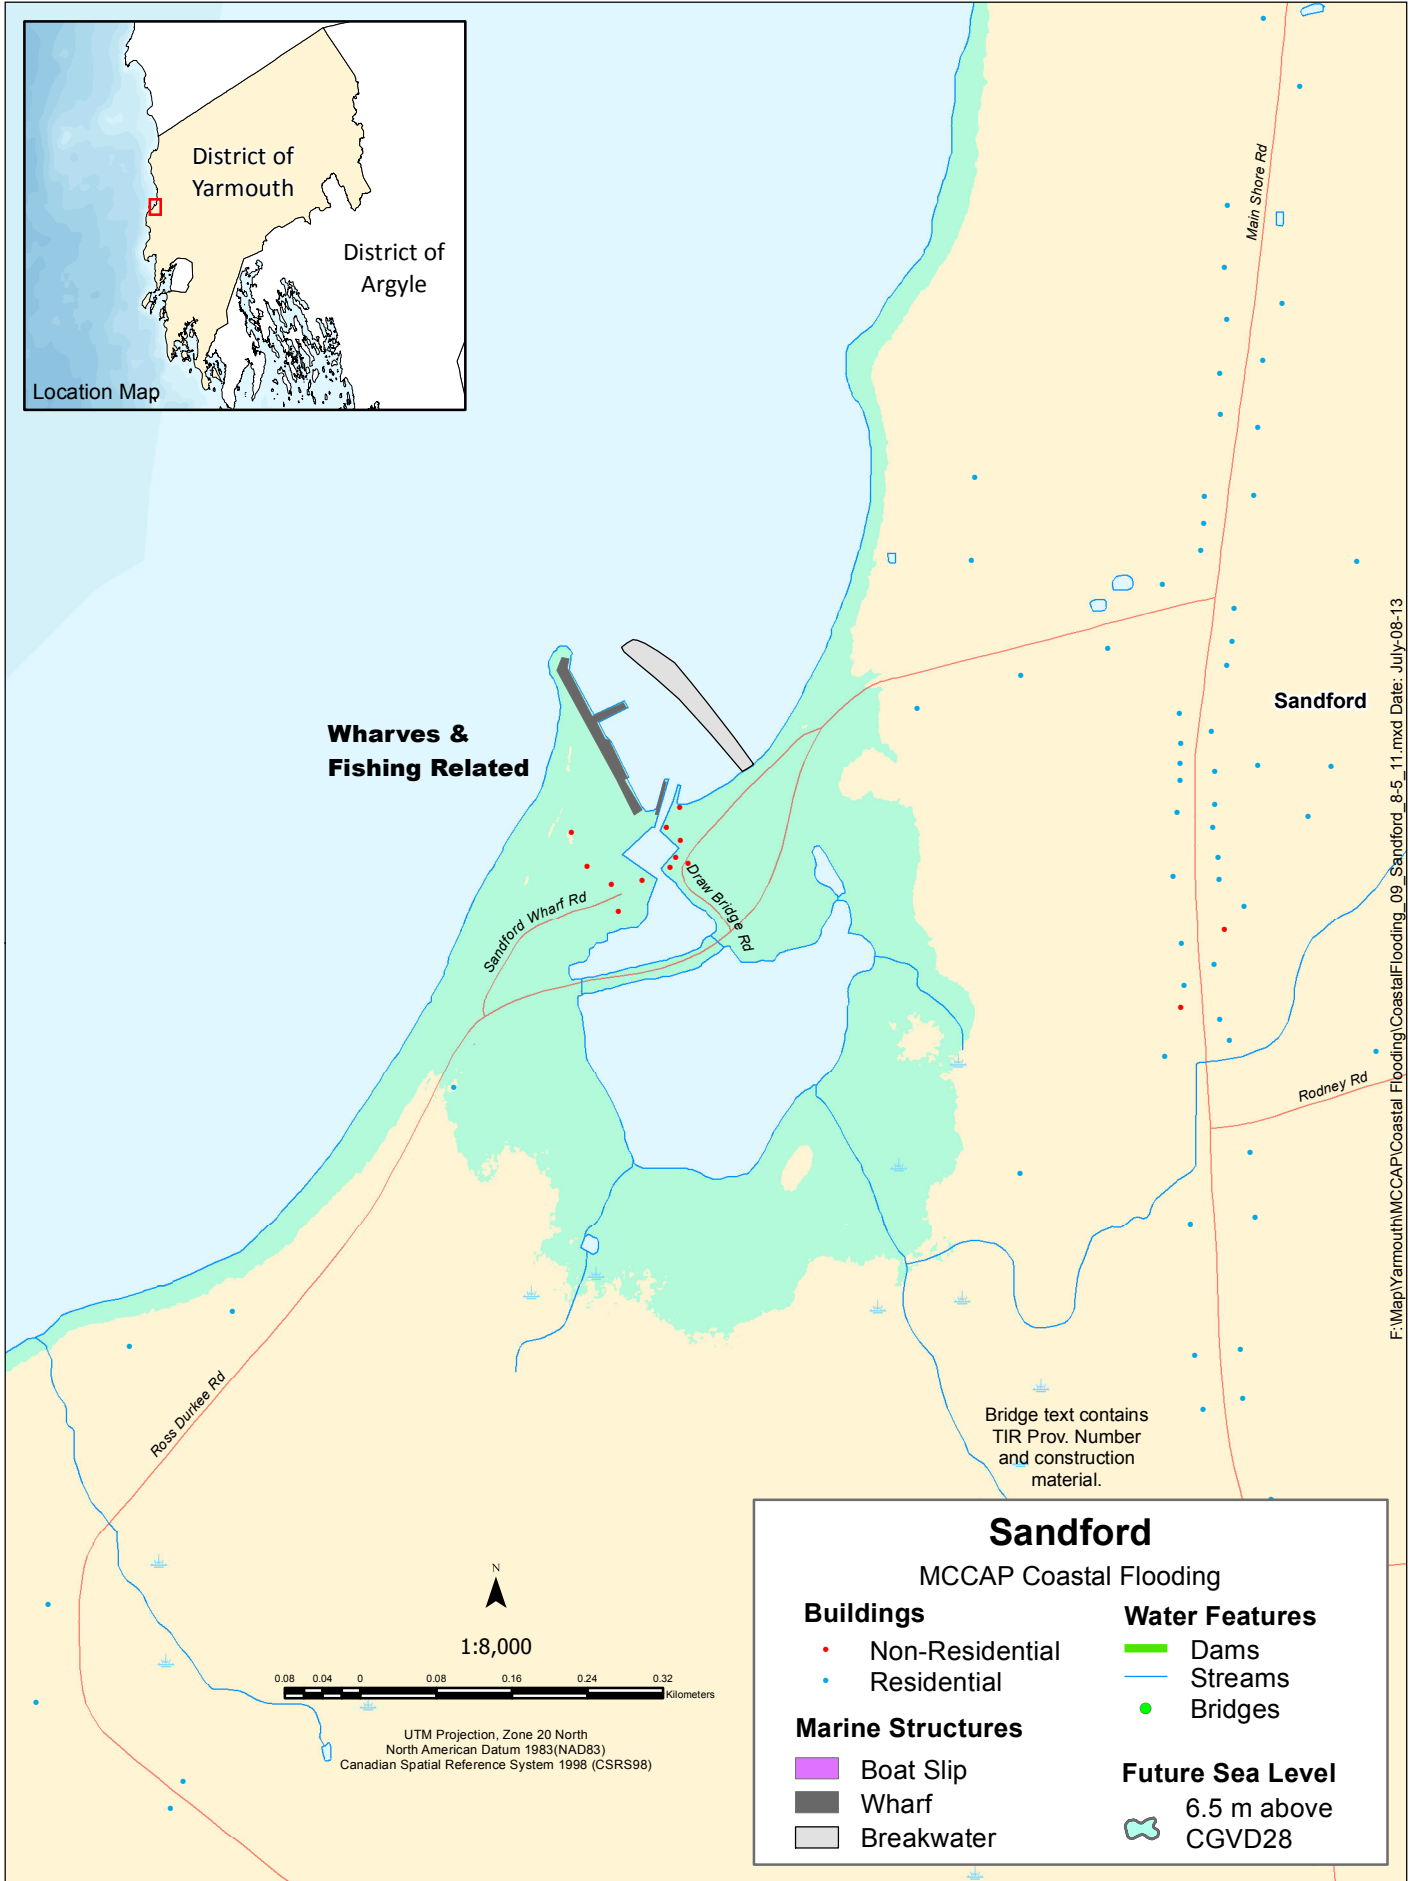 District of
Yarmouth
District of
Argyle
Location Map
Main Shore Rd
Sandford
Wharves &
Fishing Related
Draw Bridge Rd
Sandford Wharf Rd
Rodney Rd
Ross Durkee Rd
F:\Map\Yarmouth\MCCAP\Coastal Flooding\CoastalFlooding_09_Sandford_8-5_11.mxd Date: July-08-13
Bridge text contains
TIR Prov. Number
and construction
material.
N
1:8,000
0.08 0.04 0 0.08 0.16 0.24 0.32
Kilometers
UTM Projection, Zone 20 North
North American Datum 1983(NAD83)
Canadian Spatial Reference System 1998 (CSRS98)
Sandford
MCCAP Coastal Flooding
Buildings
Non-Residential
Residential
Marine Structures
Boat Slip
Wharf
Breakwater
Water Features
Dams
Streams
Bridges
Future Sea Level
6.5 m above
CGVD28